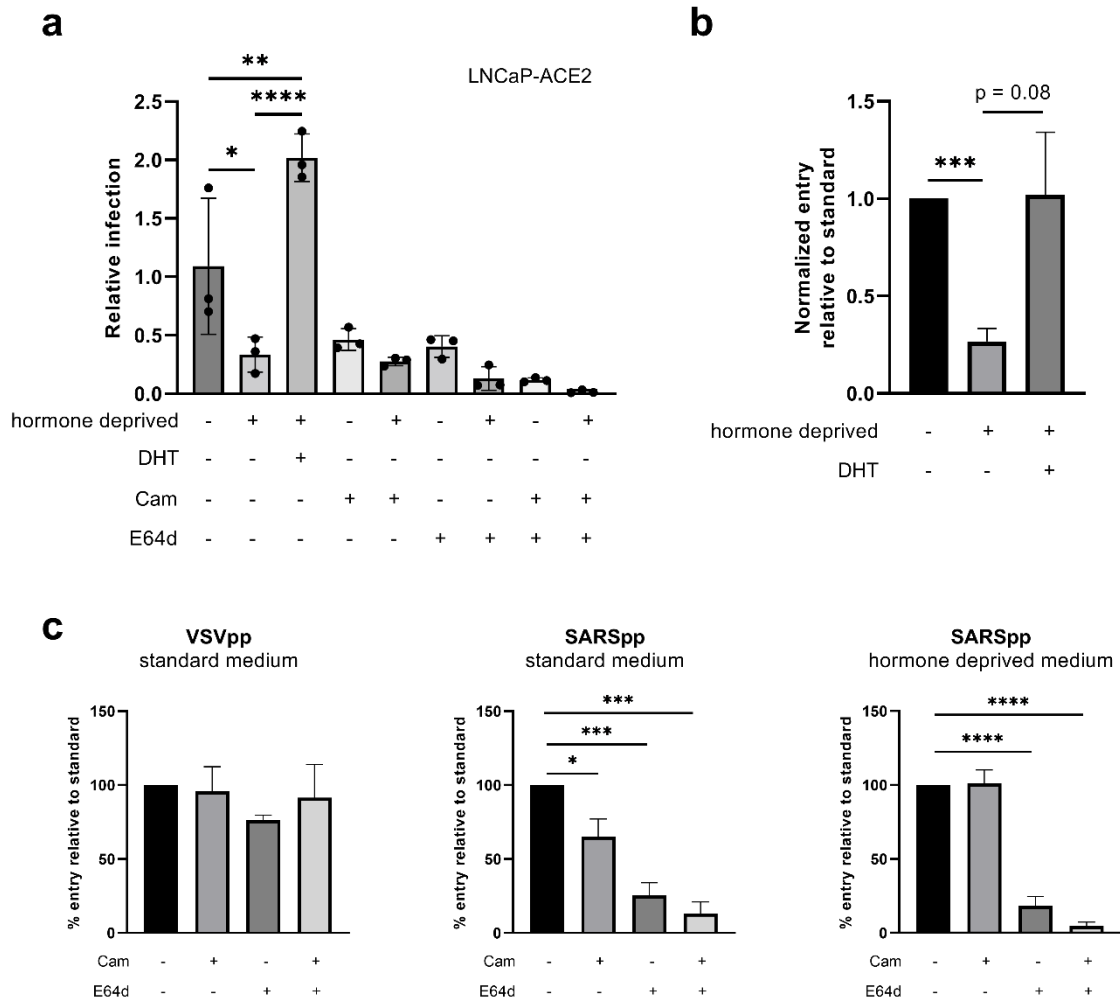 a
LNCaP-ACE2
**
****
*
Relative infection
2.5
2.0
1.5
1.0
0.5
0.0
hormone deprived - + + - + - + - +
DHT - - + - - - - - -
Cam - - - + + - - + +
E64d - - - - - + + + +
b
p = 0.08
***
Normalized entry
relative to standard
1.5
1.0
0.5
0.0
hormone deprived - + +
DHT - - +
c
VSVpp
standard medium
% entry relative to standard
150
100
50
0
Cam - + - +
E64d - - + +
SARSpp
standard medium
***
***
*
% entry relative to standard
150
100
50
0
Cam - + - +
E64d - - + +
SARSpp
hormone deprived medium
****
****
% entry relative to standard
150
100
50
0
Cam - + - +
E64d - - + +